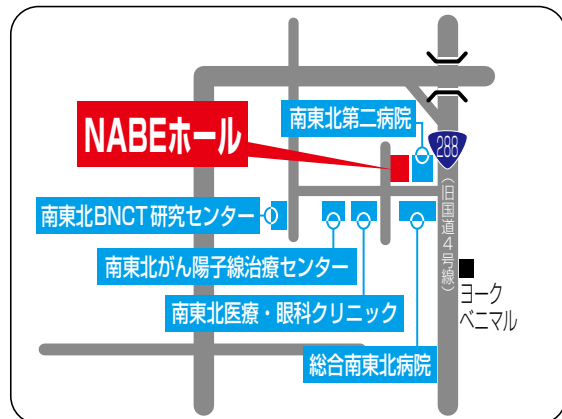 南東北第二病院
NABEホール
288
(旧国道4号線)
南東北BNCT研究センター
南東北がん陽子線治療センター
ヨーク
ベニマル
南東北医療・眼科クリニック
総合南東北病院